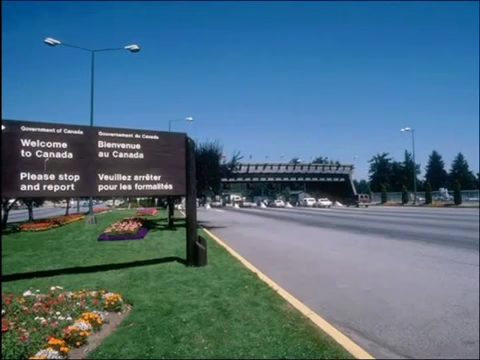 Government of Canada
Welcome
to Canada
Please stop
and report
Gouvernement du Canada
Bienvenue
au Canada
Veuillez arrêter
pour les formalités